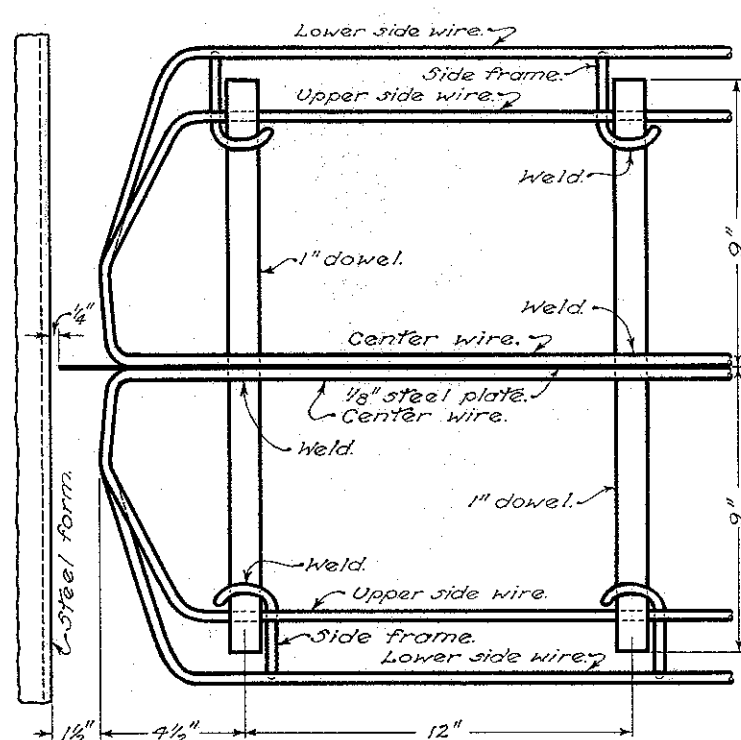 Lower side wire.
Side frame.
Upper side wire.
Weld.
9"
1" dowel.
1/4"
Weld.
Center wire.
1/8" steel plate.
Center wire.
Weld.
1" dowel.
9"
Steel form.
Weld.
Upper side wire.
Side frame.
Lower side wire.
1½" 4½" 12"